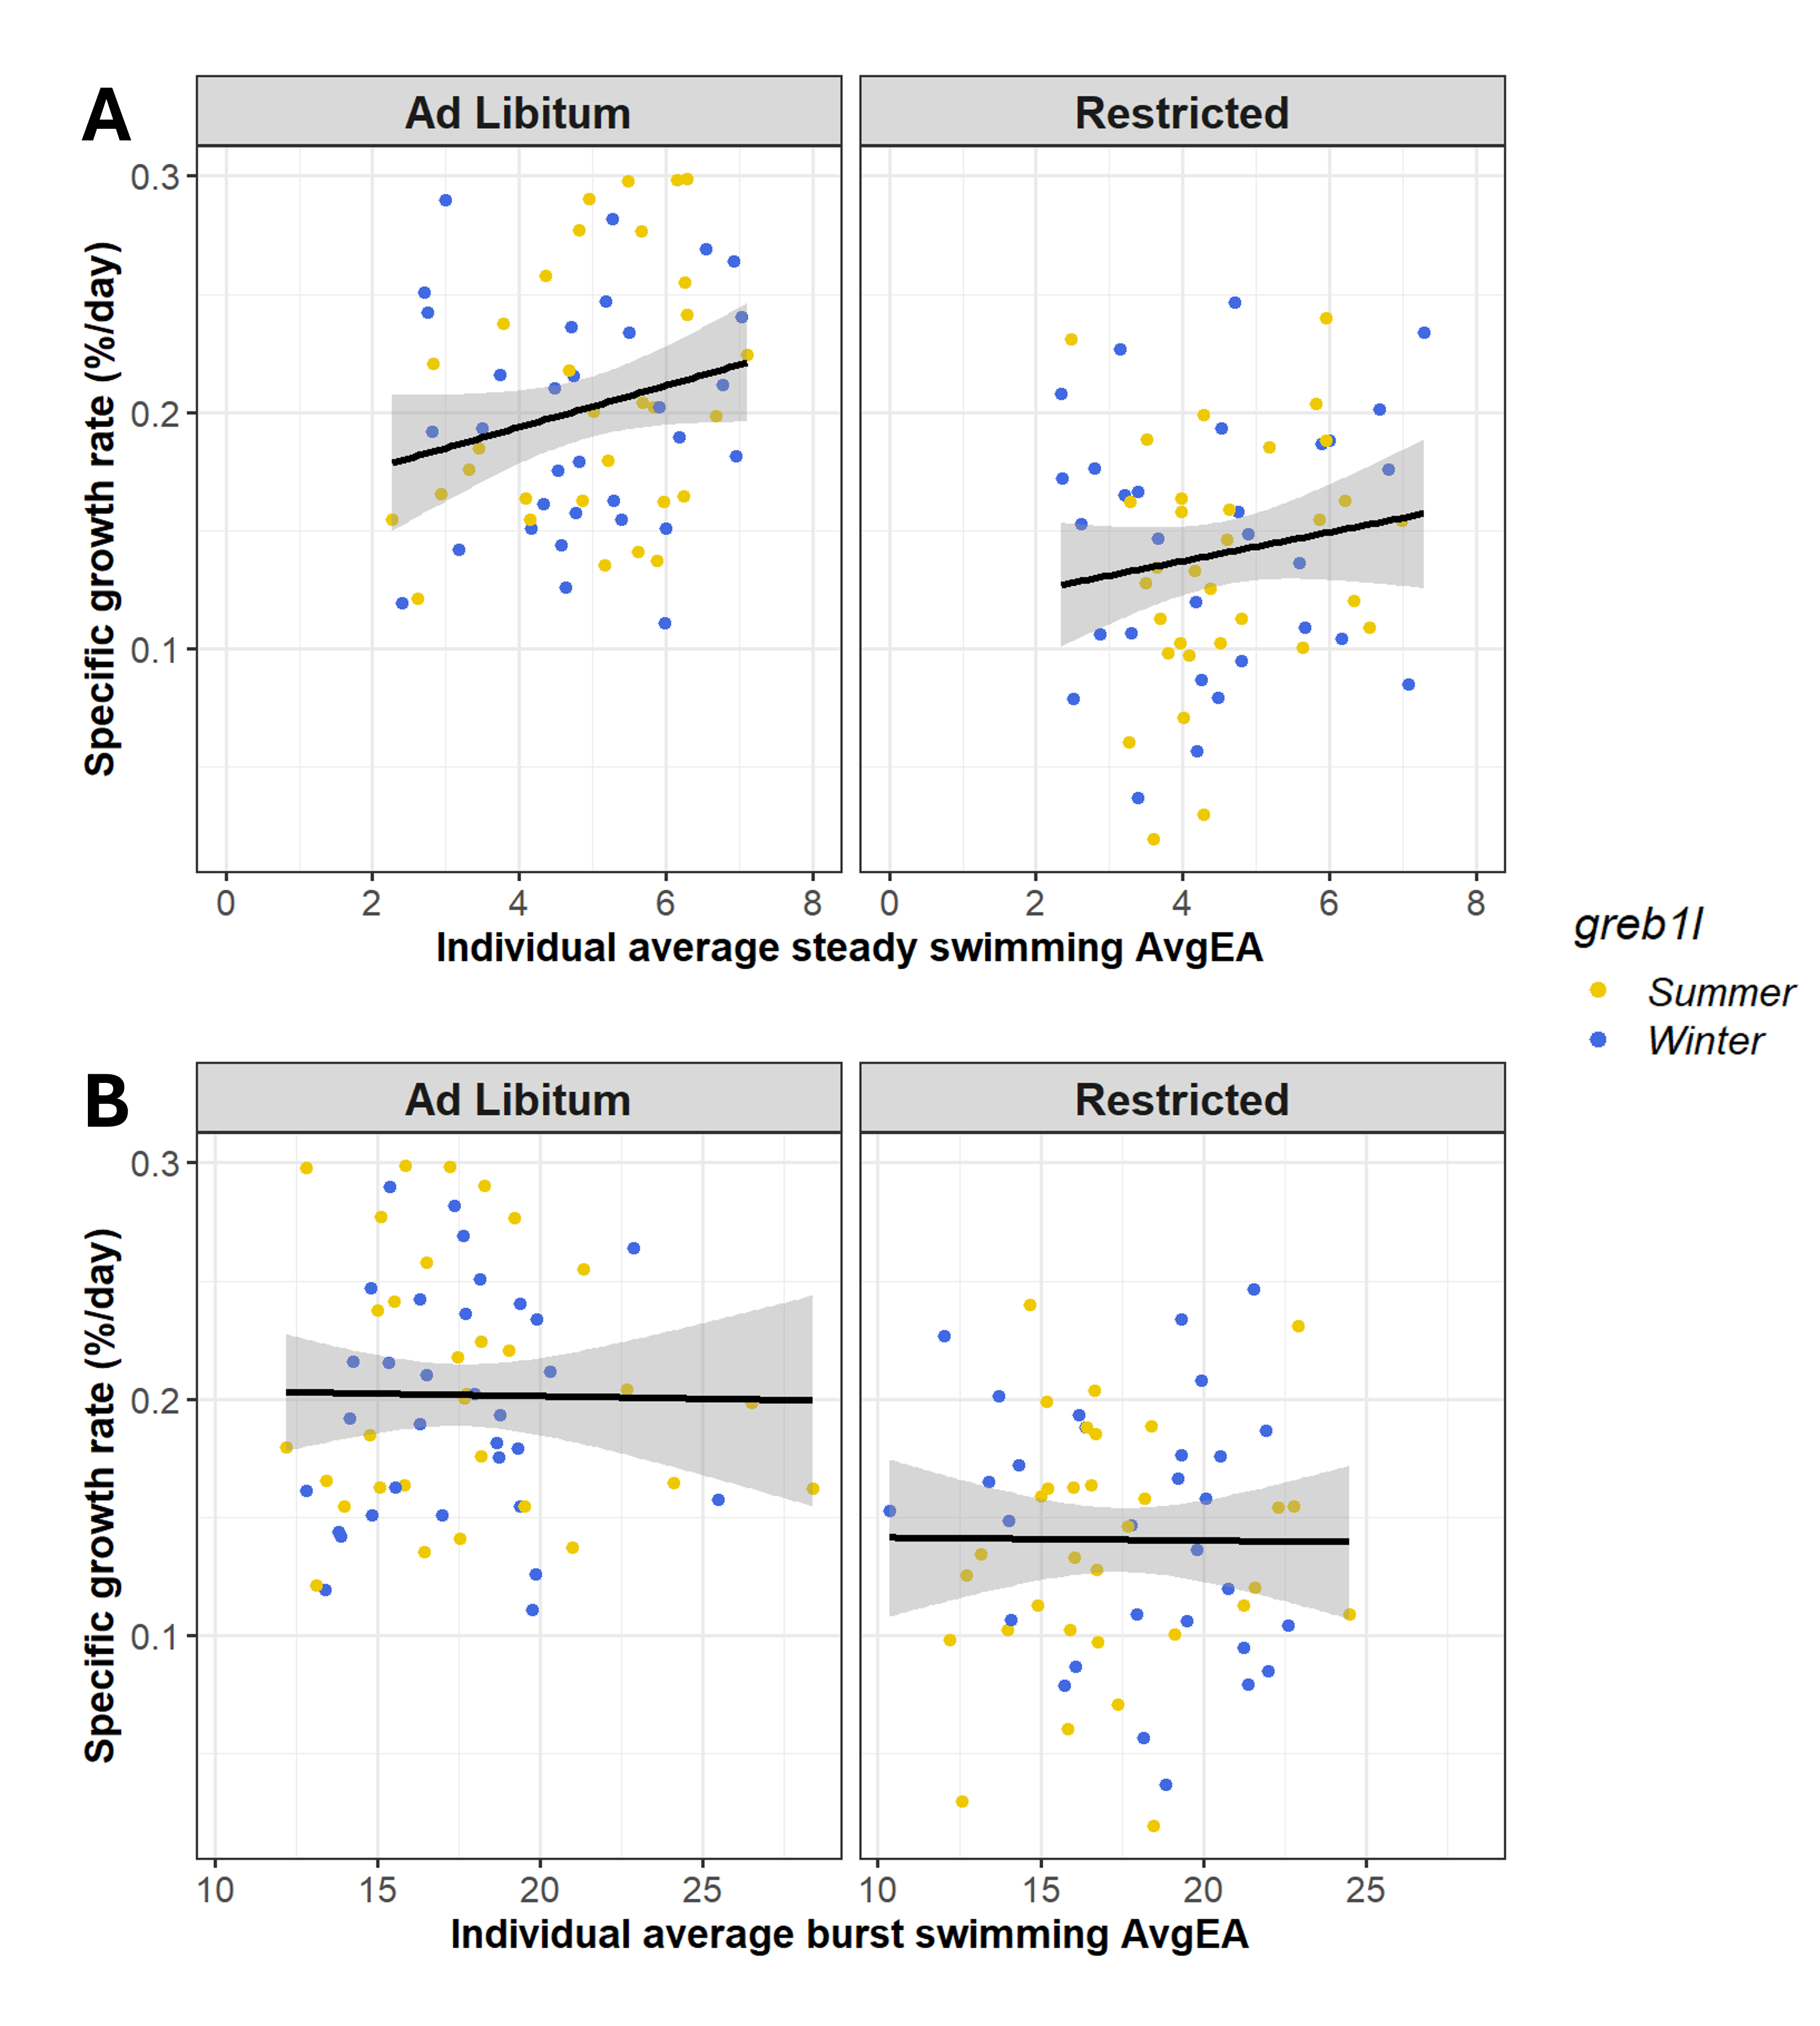 A
Ad Libitum
Restricted
Specific growth rate (%/day)
0.3
0.2
0.1
0 2 4 6 8
0 2 4 6 8
Individual average steady swimming AvgEA
greb1l
Summer
Winter
B
Ad Libitum
Restricted
Specific growth rate (%/day)
0.3
0.2
0.1
10 15 20 25
10 15 20 25
Individual average burst swimming AvgEA